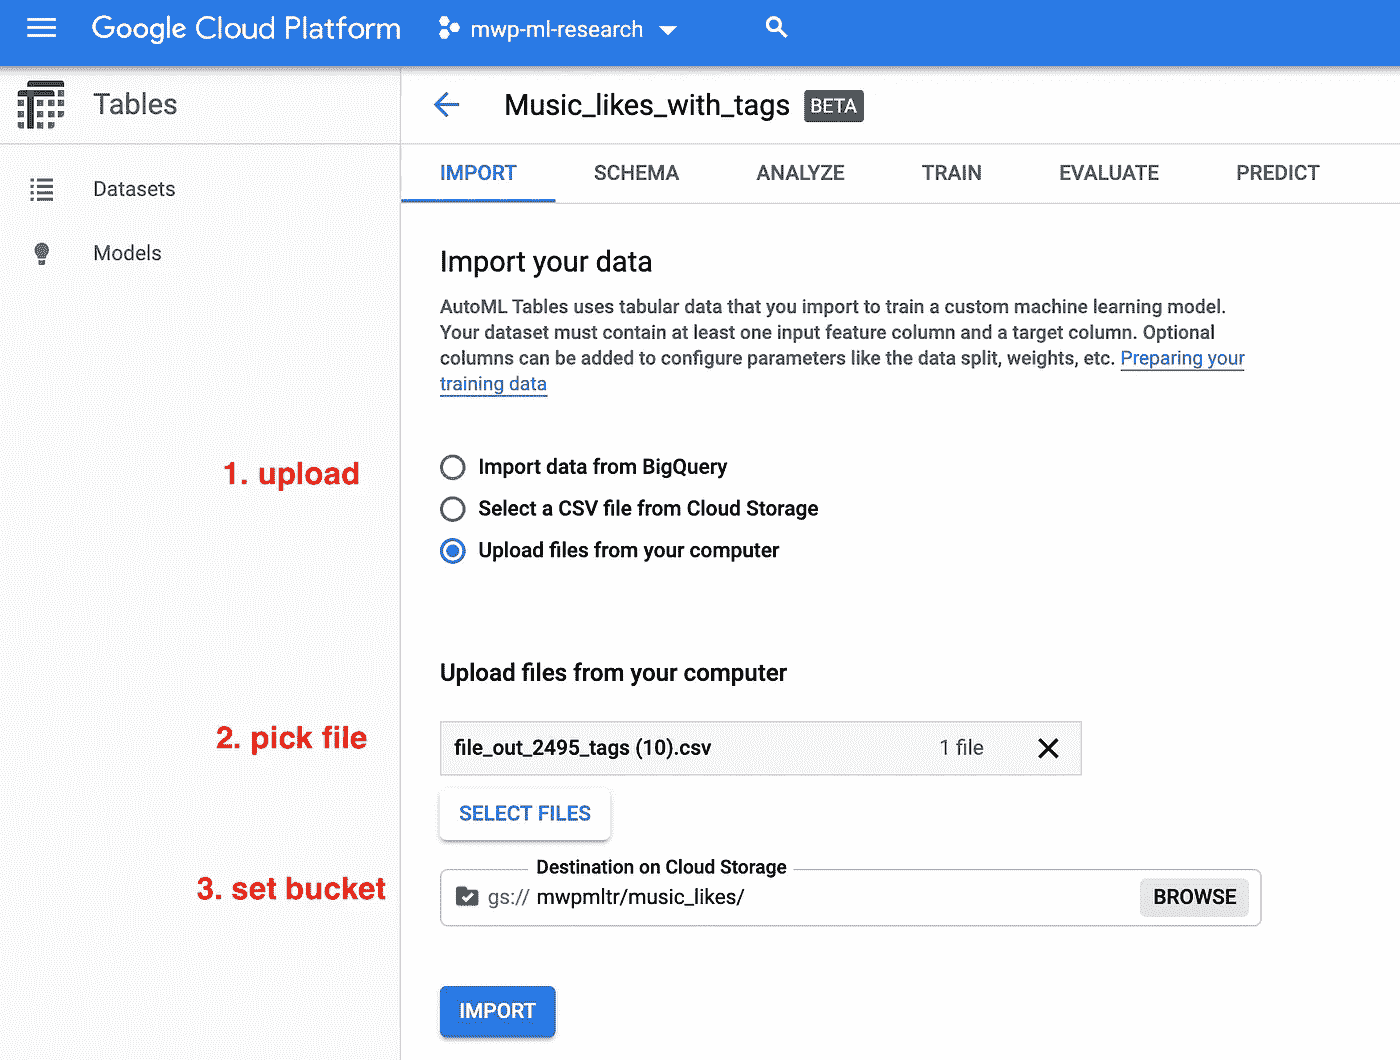 Google Cloud Platform
mwp-ml-research
Tables
Music_likes_with_tags
BETA
Datasets
Models
IMPORT
SCHEMA
ANALYZE
TRAIN
EVALUATE
PREDICT
Import your data
AutoML Tables uses tabular data that you import to train a custom machine learning model.
Your dataset must contain at least one input feature column and a target column. Optional
columns can be added to configure parameters like the data split, weights, etc. Preparing your
training data
1. upload
Import data from BigQuery
Select a CSV file from Cloud Storage
Upload files from your computer
Upload files from your computer
2. pick file
file_out_2495_tags (10).csv
1 file
SELECT FILES
3. set bucket
Destination on Cloud Storage
gs:// mwpmltr/music_likes/
BROWSE
IMPORT